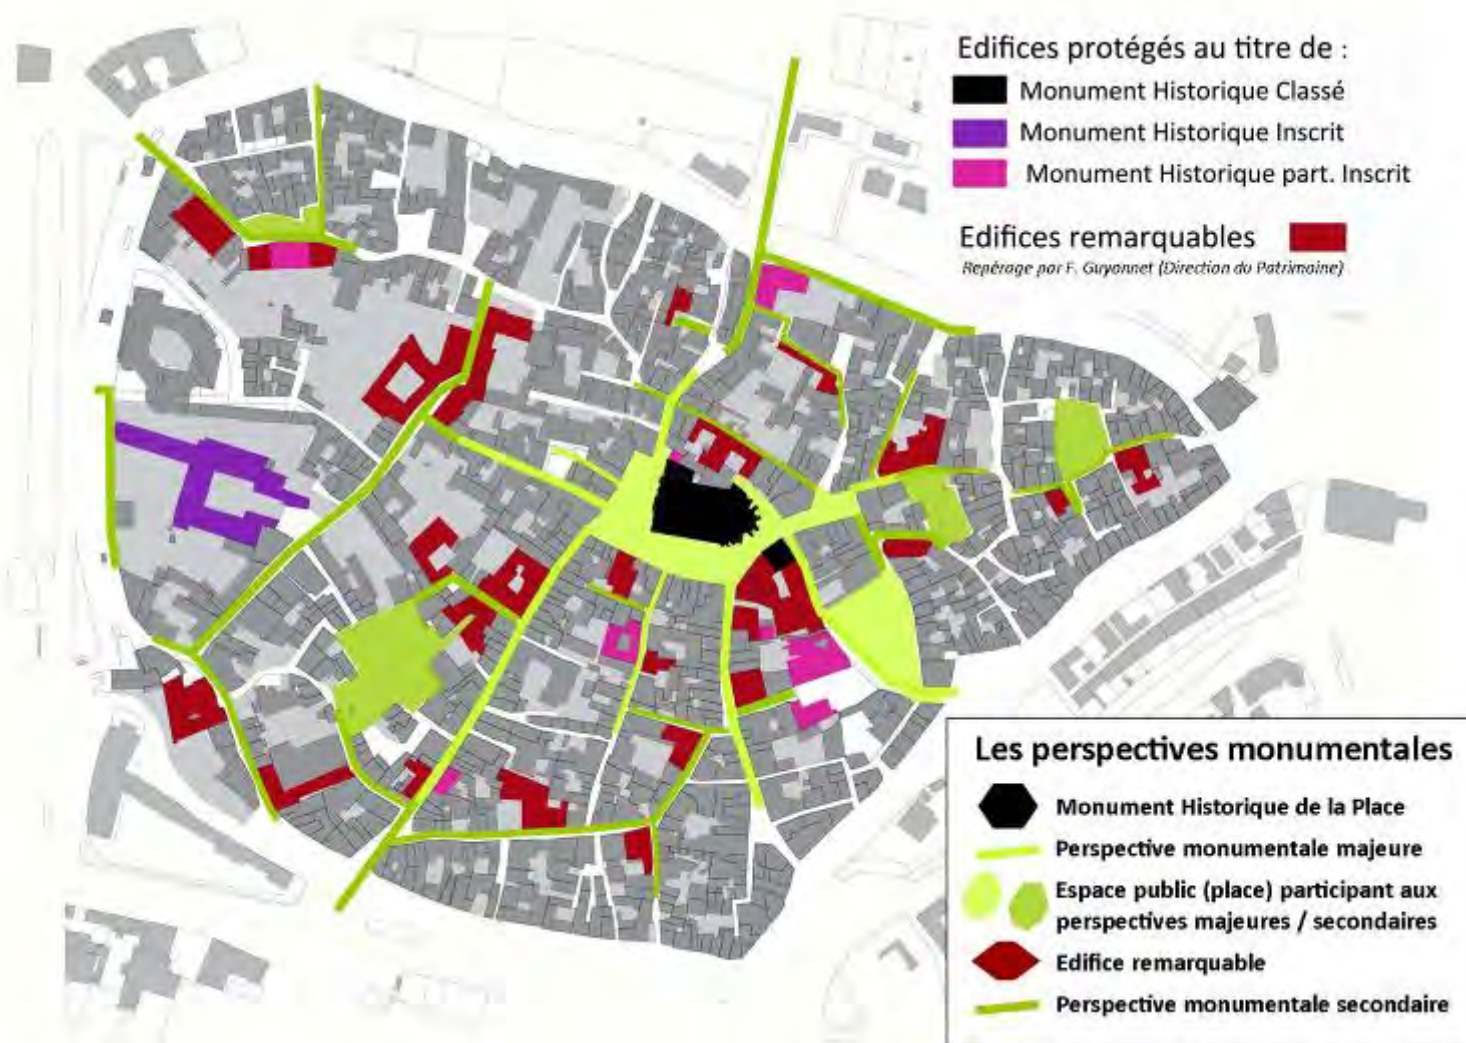 Edifices protégés au titre de :
Monument Historique Classé
Monument Historique Inscrit
Monument Historique part. Inscrit
Edifices remarquables
Repérage par F. Guyonnet (Direction du Patrimoine)
Les perspectives monumentales
Monument Historique de la Place
Perspective monumentale majeure
Espace public (place) participant aux
perspectives majeures / secondaires
Edifice remarquable
Perspective monumentale secondaire